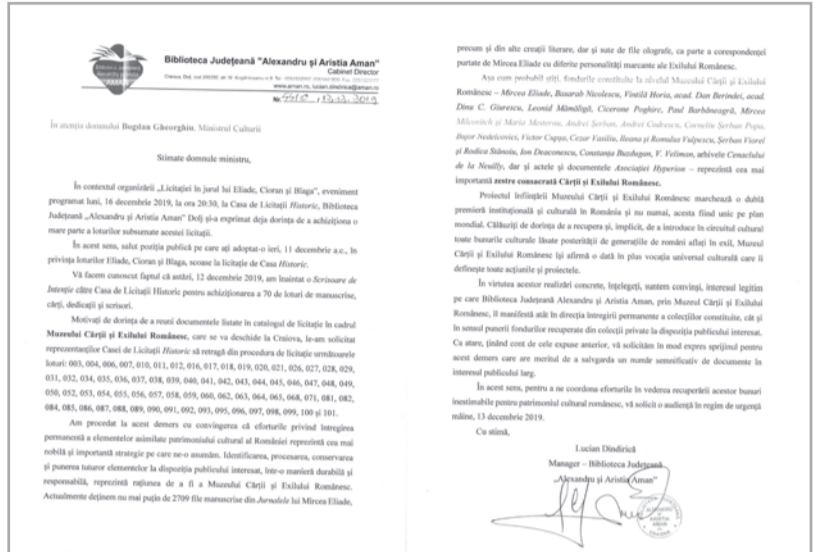 Biblioteca Județeană "Alexandru și Aristia Aman"
Cabinet Director
www.aman.ro, lucian.dindirica@aman.ro
În atenția domnului Bogdan Gheorghiu, Ministrul Culturii
Stimate domnule ministru,
În contextul organizării „Licitației în jurul lui Eliade, Cioran și Blaga”, eveniment
programat luni, 16 decembrie 2019, la ora 20:30, la Casa de Licitații Historic, Biblioteca
Județeană „Alexandru și Aristia Aman” Dolj și-a exprimat deja dorința de a achiziționa o
mare parte a loturilor subsumate acestei licitații.
În acest sens, salut poziția publică pe care ați adoptat-o ieri, 11 decembrie a.c., în
privința loturilor Eliade, Cioran și Blaga, scoase la licitație de Casa Historic.
Vă facem cunoscut faptul că astăzi, 12 decembrie 2019, am înaintat o Scrisoare de
Intenție către Casa de Licitații Historic pentru achiziționarea a 70 de loturi de manuscrise,
cărți, dedicații și scrisori.
Motivați de dorința de a reuni documentele listate în catalogul de licitație în cadrul
Muzeului Cărții și Exilului Românesc, care se va deschide la Craiova, le-am solicitat
reprezentanților Casei de Licitații Historic să retragă din procedura de licitație următoarele
loturi: 003, 004, 006, 007, 010, 011, 012, 016, 017, 018, 019, 020, 021, 026, 027, 028, 029,
031, 032, 034, 035, 036, 037, 038, 039, 040, 041, 042, 043, 044, 045, 046, 047, 048, 049,
050, 052, 053, 054, 055, 056, 057, 058, 059, 060, 062, 063, 064, 065, 068, 071, 081, 082,
084, 085, 086, 087, 088, 089, 090, 091, 092, 093, 095, 096, 097, 098, 099, 100 și 101.
Am procedat la acest demers cu convingerea că eforturile privind întregirea
permanentă a elementelor asimilate patrimoniului cultural al României reprezintă cea mai
nobilă și importantă strategie pe care ne-o asumăm. Identificarea, procesarea, conservarea
și punerea tuturor elementelor la dispoziția publicului interesat, într-o manieră durabilă și
responsabilă, reprezintă rațiunea de a fi a Muzeului Cărții și Exilului Românesc.
Actualmente deținem nu mai puțin de 2709 file manuscrise din Jurnalele lui Mircea Eliade,
precum și din alte creații literare, dar și sute de file olografe, ca parte a corespondenței
purtate de Mircea Eliade cu diferite personalități marcante ale Exilului Românesc.
Așa cum probabil știți, fondurile constituite la nivelul Muzeului Cărții și Exilului
Românesc – Mircea Eliade, Basarab Nicolescu, Vintilă Horia, acad. Dan Berindei, acad.
Dinu C. Giurescu, Leonid Mămăligă, Cicerone Poghirc, Paul Barbăneagră, Mircea
Milcovitch și Maria Mesterou, Andrei Șerban, Andrei Codrescu, Corneliu Șerban Popa,
Bujor Nedelcovici, Victor Cupșa, Cezar Vasiliu, Ileana și Romulus Vulpescu, Șerban Viorel
și Rodica Stănoiu, Ion Deaconescu, Constanța Buzdugan, V. Veliman, arhivele Cenaclului
de la Neuilly, dar și actele și documentele Asociației Hyperion – reprezintă cea mai
importantă zestre consacrată Cărții și Exilului Românesc.
Proiectul înființării Muzeului Cărții și Exilului Românesc marchează o dublă
premieră instituțională și culturală în România și nu numai, acesta fiind unic pe plan
mondial. Călăuziți de dorința de a recupera și, implicit, de a introduce în circuitul cultural
toate bunurile culturale lăsate posterității de generațiile de români aflați în exil, Muzeul
Cărții și Exilului Românesc își afirmă o dată în plus vocația universal culturală care îi
definește toate acțiunile și proiectele.
În virtutea acestor realizări concrete, înțelegeți, suntem convinși, interesul legitim
pe care Biblioteca Județeană Alexandru și Aristia Aman, prin Muzeul Cărții și Exilului
Românesc, îl manifestă atât în direcția întregirii permanente a colecțiilor constituite, cât și
în sensul punerii fondurilor recuperate din colecții private la dispoziția publicului interesat.
Ca atare, ținând cont de cele expuse anterior, vă solicităm în mod expres sprijinul pentru
acest demers care are meritul de a salvgarda un număr semnificativ de documente în
interesul publicului larg.
În acest sens, pentru a ne coordona eforturile în vederea recuperării acestor bunuri
inestimabile pentru patrimoniul cultural românesc, vă solicit o audiență în regim de urgență
mâine, 13 decembrie 2019.
Cu stimă,
Lucian Dindirică
Manager – Biblioteca Județeană
„Alexandru și Aristia Aman”